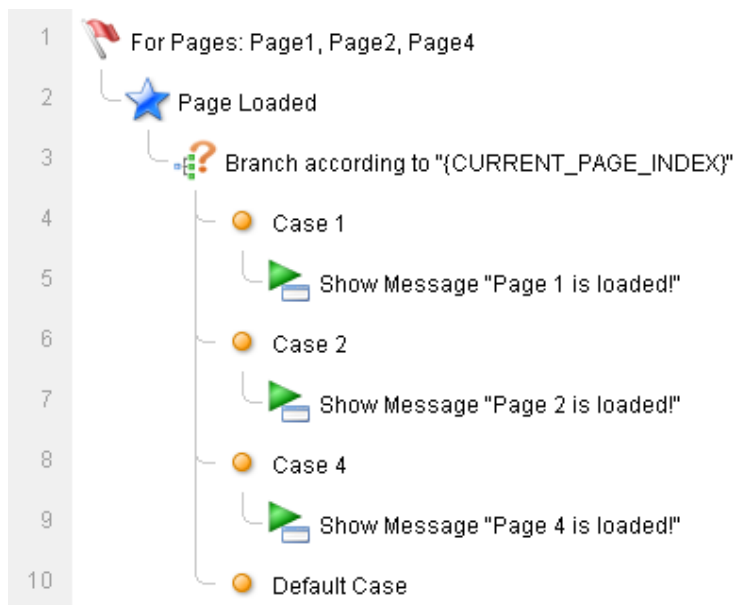 1 For Pages: Page1, Page2, Page4
2 Page Loaded
3 Branch according to "{CURRENT_PAGE_INDEX}"
4 Case 1
5 Show Message "Page 1 is loaded!"
6 Case 2
7 Show Message "Page 2 is loaded!"
8 Case 4
9 Show Message "Page 4 is loaded!"
10 Default Case